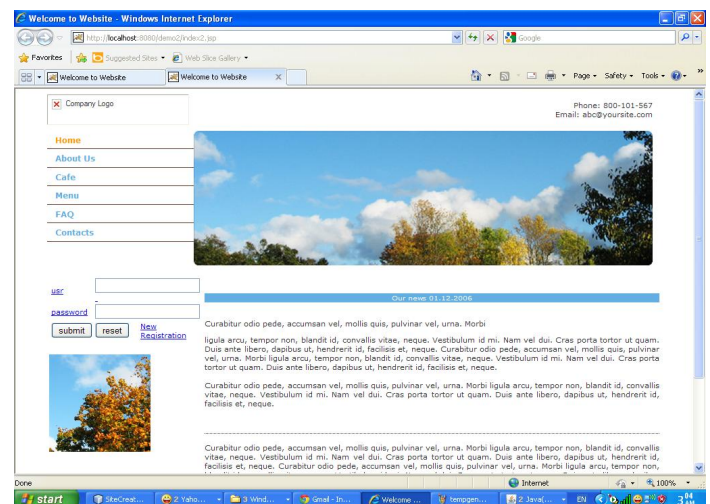 Welcome to Website - Windows Internet Explorer
http://localhost:8080/demo2/index2.jsp
Google
Favorites
Suggested Sites
Web Slice Gallery
Welcome to Website
Welcome to Website
X
Page
Safety
Tools
»
Company Logo
Phone: 800-101-567
Email: abc@yoursite.com
Home
About Us
Cafe
Menu
FAQ
Contacts
usr
password
submit
reset
New
Registration
Our news 01.12.2006
Curabitur odio pede, accumsan vel, mollis quis, pulvinar vel, urna. Morbi
ligula arcu, tempor non, blandit id, convallis vitae, neque. Vestibulum id mi. Nam vel dui. Cras porta tortor ut quam.
Duis ante libero, dapibus ut, hendrerit id, facilisis et, neque. Curabitur odio pede, accumsan vel, mollis quis, pulvinar
vel, urna. Morbi ligula arcu, tempor non, blandit id, convallis vitae, neque. Vestibulum id mi. Nam vel dui. Cras porta
tortor ut quam. Duis ante libero, dapibus ut, hendrerit id, facilisis et, neque.
Curabitur odio pede, accumsan vel, mollis quis, pulvinar vel, urna. Morbi ligula arcu, tempor non, blandit id, convallis
vitae, neque. Vestibulum id mi. Nam vel dui. Cras porta tortor ut quam. Duis ante libero, dapibus ut, hendrerit id,
facilisis et, neque.
Curabitur odio pede, accumsan vel, mollis quis, pulvinar vel, urna. Morbi ligula arcu, tempor non, blandit id, convallis
vitae, neque. Vestibulum id mi. Nam vel dui. Cras porta tortor ut quam. Duis ante libero, dapibus ut, hendrerit id,
facilisis et, neque. Curabitur odio pede, accumsan vel, mollis quis, pulvinar vel, urna. Morbi ligula arcu, tempor non,
Done
Internet
100%
start
SiteCreat...
2 Yaho...
3 Wind...
Gmail - In...
Welcome ...
tempgen...
2 Java(...
EN